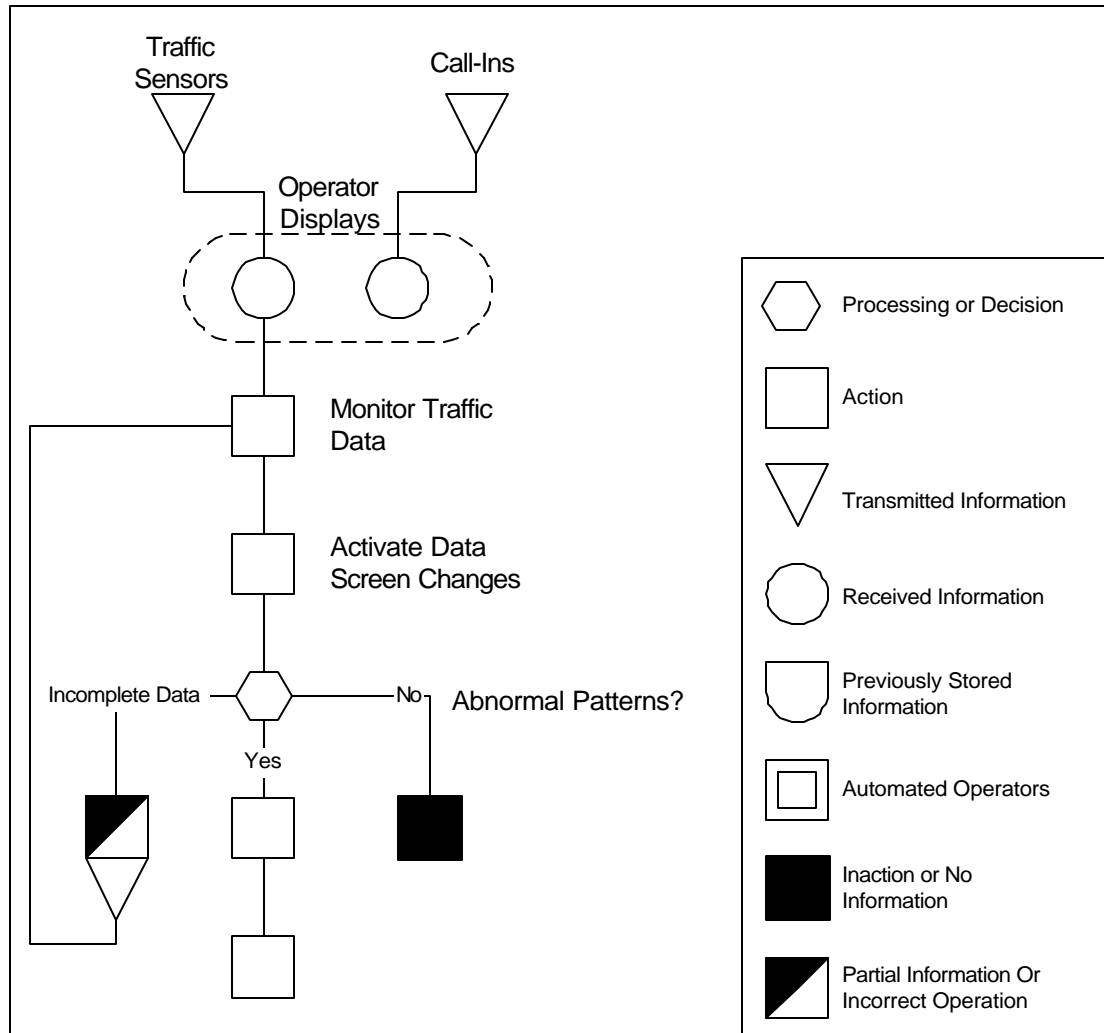 Traffic
Sensors
Call-Ins
Operator
Displays
Monitor Traffic
Data
Activate Data
Screen Changes
Incomplete Data
No
Abnormal Patterns?
Yes
Processing or Decision
Action
Transmitted Information
Received Information
Previously Stored
Information
Automated Operators
Inaction or No
Information
Partial Information Or
Incorrect Operation